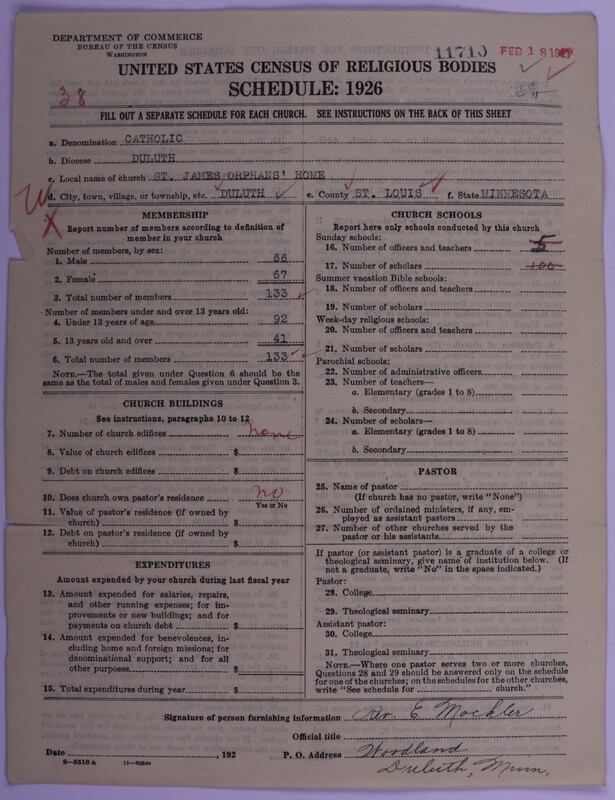 DEPARTMENT OF COMMERCE
BUREAU OF THE CENSUS
WASHINGTON
11710 FEB 18 1927
UNITED STATES CENSUS OF RELIGIOUS BODIES
SCHEDULE: 1926
38
FILL OUT A SEPARATE SCHEDULE FOR EACH CHURCH. SEE INSTRUCTIONS ON THE BACK OF THIS SHEET
a. Denomination CATHOLIC
b. Diocese DULUTH
c. Local name of church ST. JAMES ORPHANS' HOME
d. City, town, village, or township, etc. DULUTH e. County ST. LOUIS f. State MINNESOTA
MEMBERSHIP
Report number of members according to definition of
member in your church
Number of members, by sex:
1. Male 66
2. Female 67
3. Total number of members 133
Number of members under and over 13 years old:
4. Under 13 years of age 92
5. 13 years old and over 41
6. Total number of members 133
NOTE.—The total given under Question 6 should be
same as the total of males and females given under Question 3.
CHURCH BUILDINGS
See instructions, paragraphs 10 to 12
7. Number of church edifices none
8. Value of church edifices $
9. Debt on church edifices $
10. Does church own pastor's residence no
Yes or No
11. Value of pastor's residence (if owned by
church) $
12. Debt on pastor's residence (if owned by
church) $
EXPENDITURES
Amount expended by your church during last fiscal year
13. Amount expended for salaries, repairs,
and other running expenses; for im-
provements or new buildings; and for
payments on church debt $
14. Amount expended for benevolences, in-
cluding home and foreign missions; for
denominational support; and for all
other purposes $
15. Total expenditures during year $
CHURCH SCHOOLS
Report here only schools conducted by this church
Sunday schools:
16. Number of officers and teachers 5
17. Number of scholars 100
Summer vacation Bible schools:
18. Number of officers and teachers
19. Number of scholars
Week-day religious schools:
20. Number of officers and teachers
21. Number of scholars
Parochial schools:
22. Number of administrative officers
23. Number of teachers—
a. Elementary (grades 1 to 8)
b. Secondary
24. Number of scholars—
a. Elementary (grades 1 to 8)
b. Secondary
PASTOR
25. Name of pastor
(If church has no pastor, write "None")
26. Number of ordained ministers, if any, em-
ployed as assistant pastors
27. Number of other churches served by the
pastor or his assistants
If pastor (or assistant pastor) is a graduate of a college or
theological seminary, give name of institution below. (If
not a graduate, write "No" in the space indicated.)
Pastor:
28. College
29. Theological seminary
Assistant pastor:
30. College
31. Theological seminary
NOTE.—Where one pastor serves two or more churches,
Questions 28 and 29 should be answered only on the schedule
for one of the churches; on the schedules for the other churches,
write "See schedule for church."
Signature of person furnishing information Rev. E Mockler
Official title
Date , 192 P. O. Address Woodland
Duluth, Minn.
8-5518 a